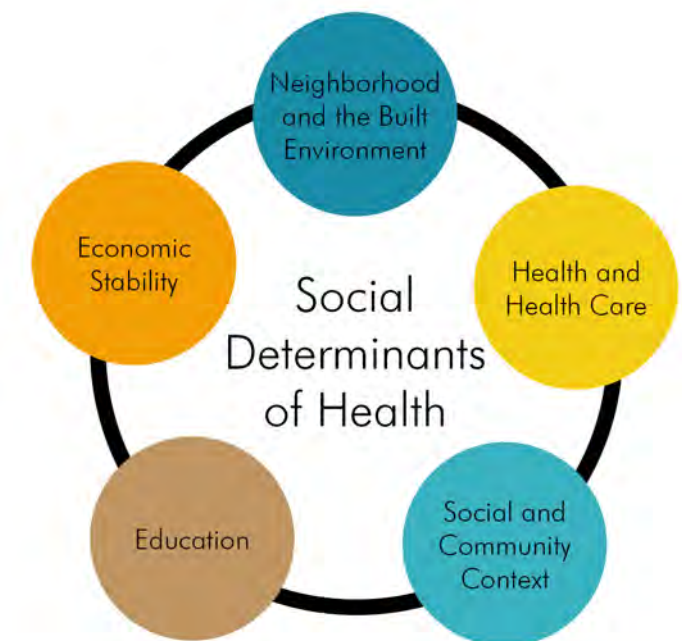 Neighborhood
and the Built
Environment
Economic
Stability
Health and
Health Care
Social
Determinants
of Health
Education
Social and
Community
Context